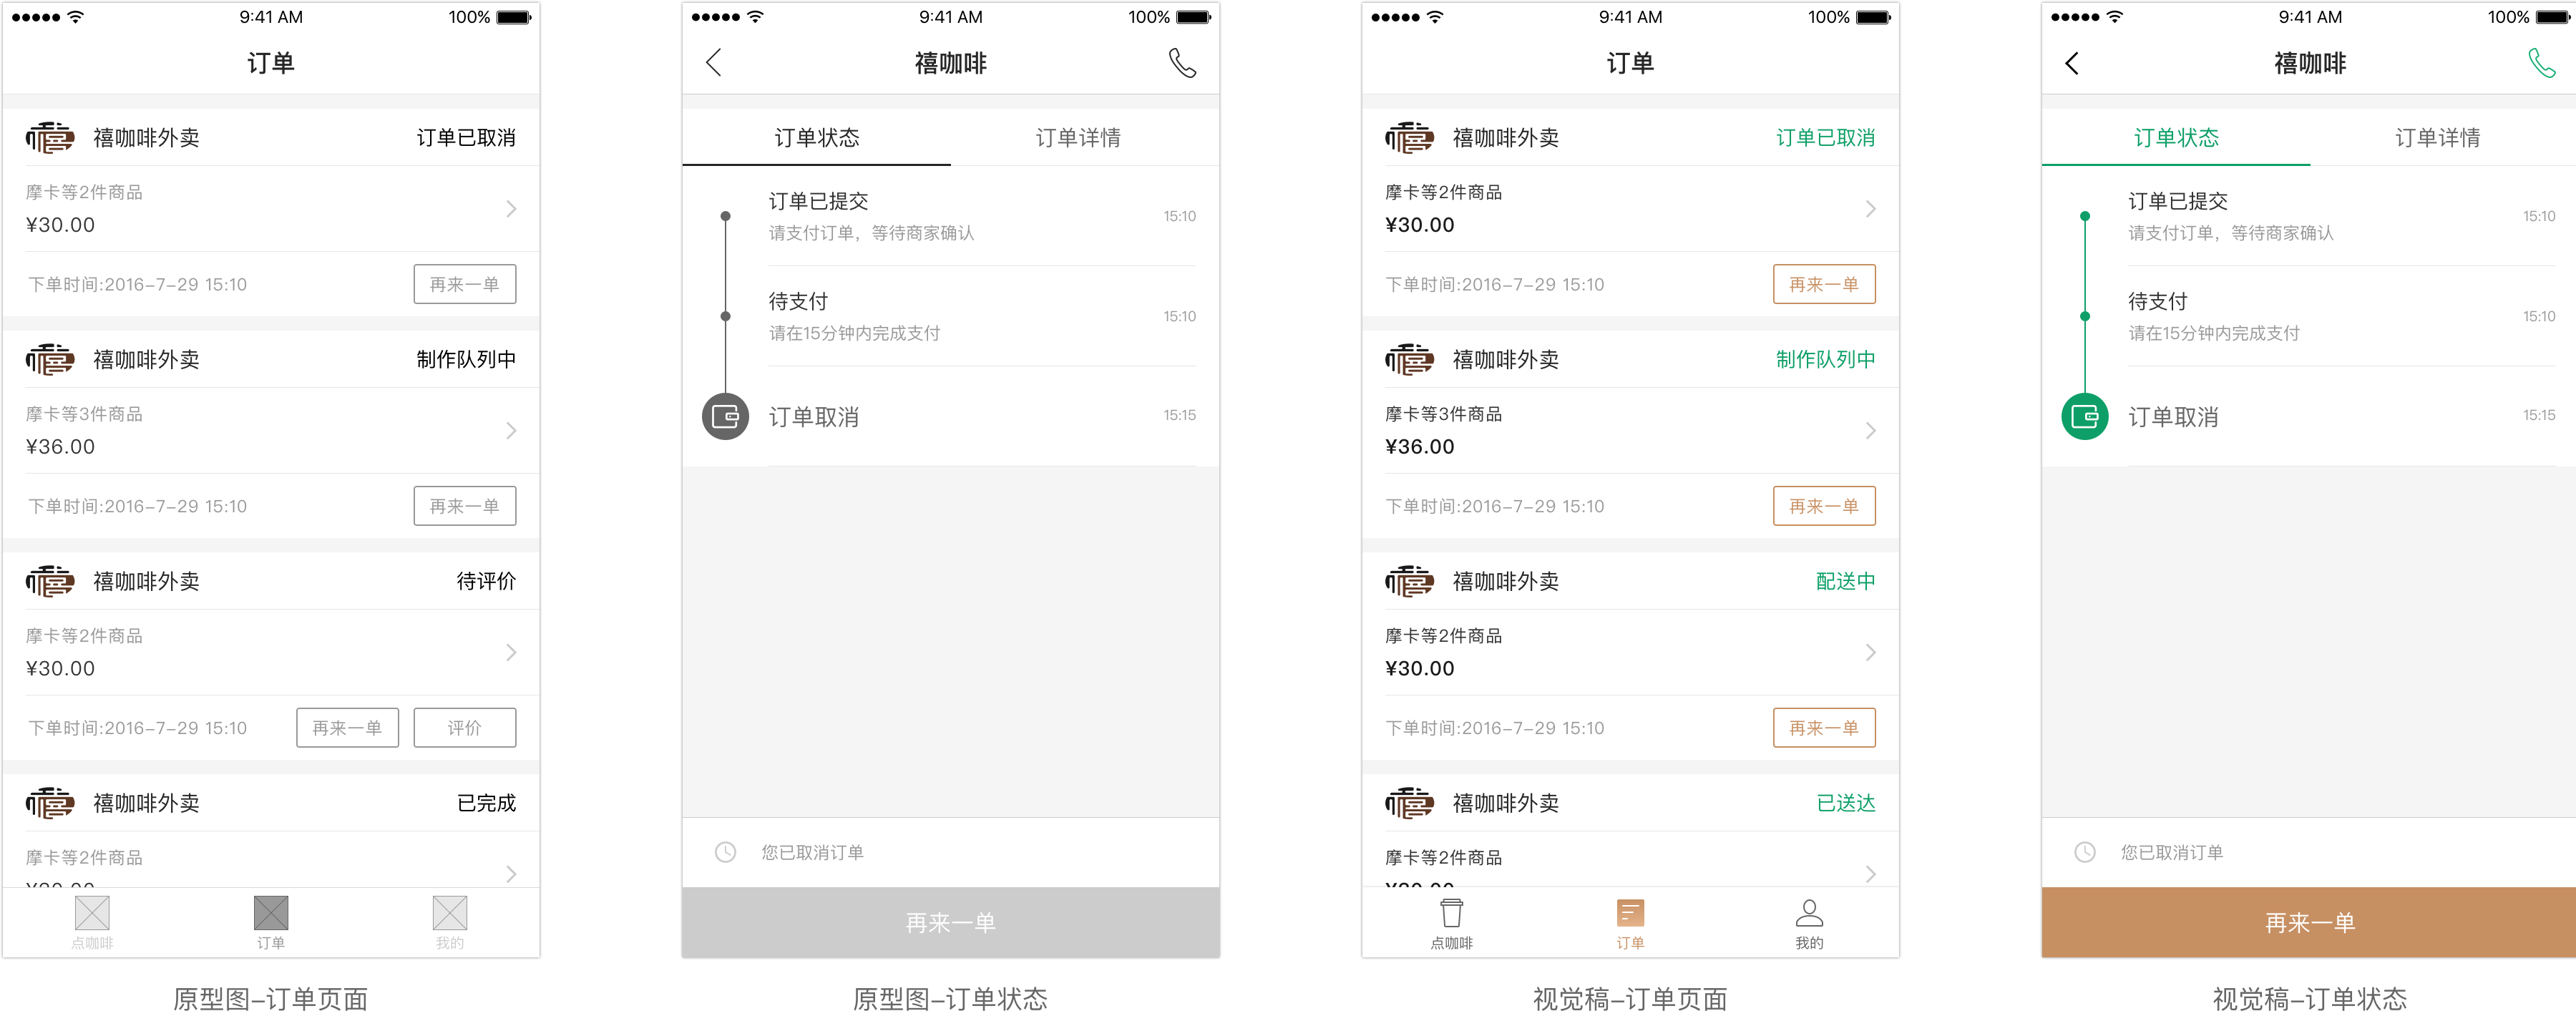 9:41 AM
100%
订单
禧咖啡外卖
订单已取消
摩卡等2件商品
¥30.00
下单时间:2016-7-29 15:10
再来一单
禧咖啡外卖
制作队列中
摩卡等3件商品
¥36.00
下单时间:2016-7-29 15:10
再来一单
禧咖啡外卖
待评价
摩卡等2件商品
¥30.00
下单时间:2016-7-29 15:10
再来一单
评价
禧咖啡外卖
已完成
摩卡等2件商品
点咖啡
订单
我的
原型图-订单页面
9:41 AM
100%
禧咖啡
订单状态
订单详情
订单已提交
请支付订单，等待商家确认
15:10
待支付
请在15分钟内完成支付
15:10
订单取消
15:15
您已取消订单
再来一单
原型图-订单状态
9:41 AM
100%
订单
禧咖啡外卖
订单已取消
摩卡等2件商品
¥30.00
下单时间:2016-7-29 15:10
再来一单
禧咖啡外卖
制作队列中
摩卡等3件商品
¥36.00
下单时间:2016-7-29 15:10
再来一单
禧咖啡外卖
配送中
摩卡等2件商品
¥30.00
下单时间:2016-7-29 15:10
再来一单
禧咖啡外卖
已送达
摩卡等2件商品
点咖啡
订单
我的
视觉稿-订单页面
9:41 AM
100%
禧咖啡
订单状态
订单详情
订单已提交
请支付订单，等待商家确认
15:10
待支付
请在15分钟内完成支付
15:10
订单取消
15:15
您已取消订单
再来一单
视觉稿-订单状态